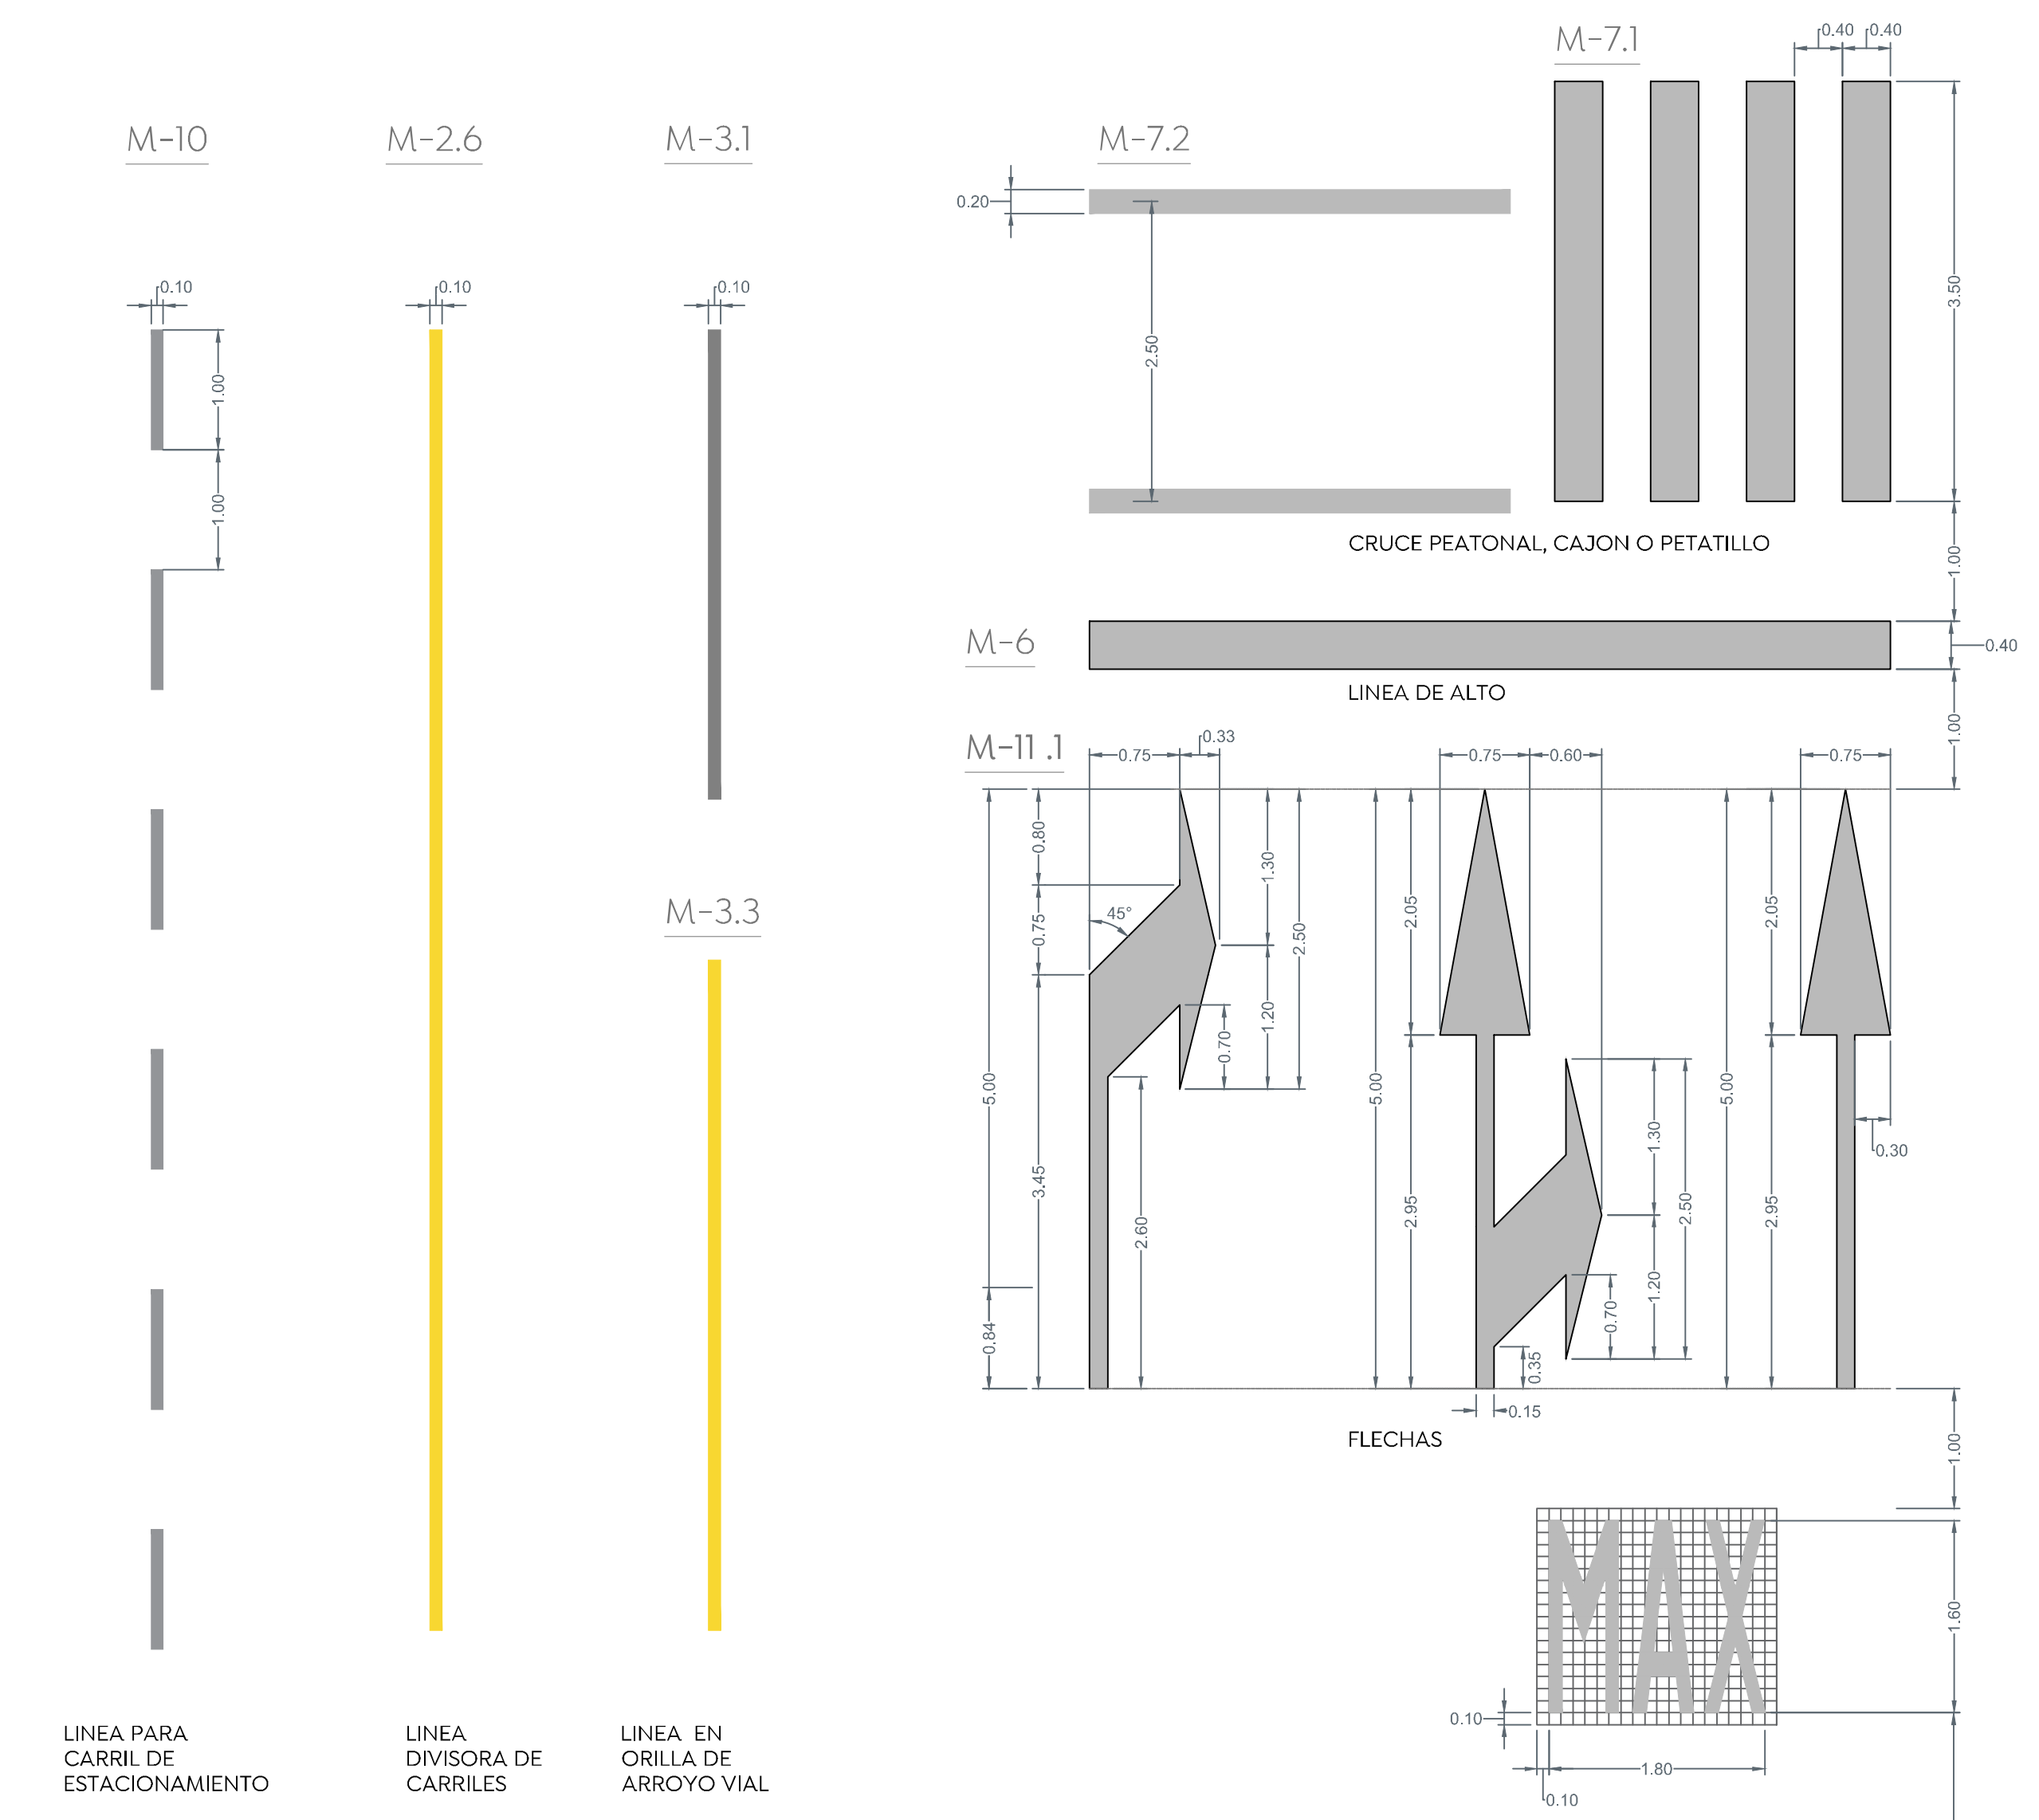 M-10
0.10
1.00
1.00
LINEA PARA
CARRIL DE
ESTACIONAMIENTO
M-2.6
0.10
LINEA
DIVISORA DE
CARRILES
M-3.1
0.10
M-3.3
LINEA EN
ORILLA DE
ARROYO VIAL
M-7.2
0.20
2.50
M-7.1
0.40
0.40
3.50
CRUCE PEATONAL, CAJON O PETATILLO
1.00
M-6
0.40
LINEA DE ALTO
1.00
M-11 .1
0.75
0.33
0.75
0.60
0.75
0.80
0.75
45°
3.45
5.00
0.84
2.60
1.30
1.20
0.70
2.50
5.00
2.05
2.95
1.30
1.20
0.70
2.50
0.35
0.15
5.00
2.05
2.95
0.30
FLECHAS
1.00
MAX
1.60
0.10
1.80
0.10